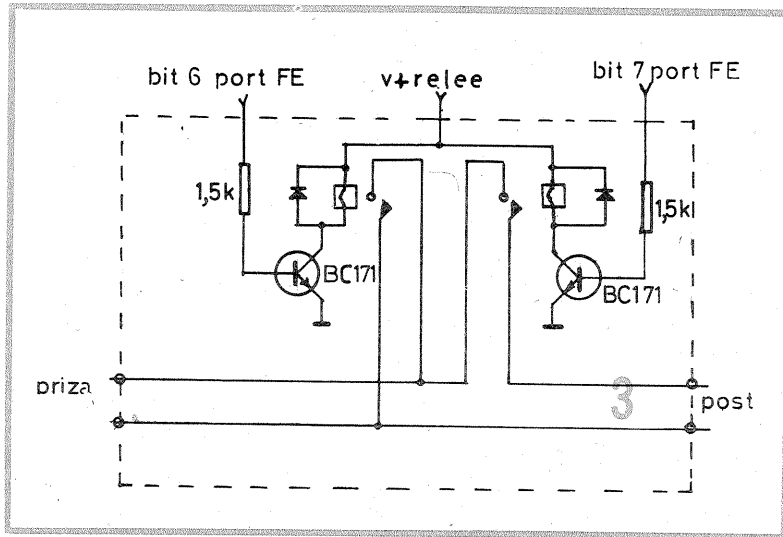 bit 6 port FE
v+relee
bit 7 port FE
1,5k
1,5k
BC171
BC171
priza
3
post